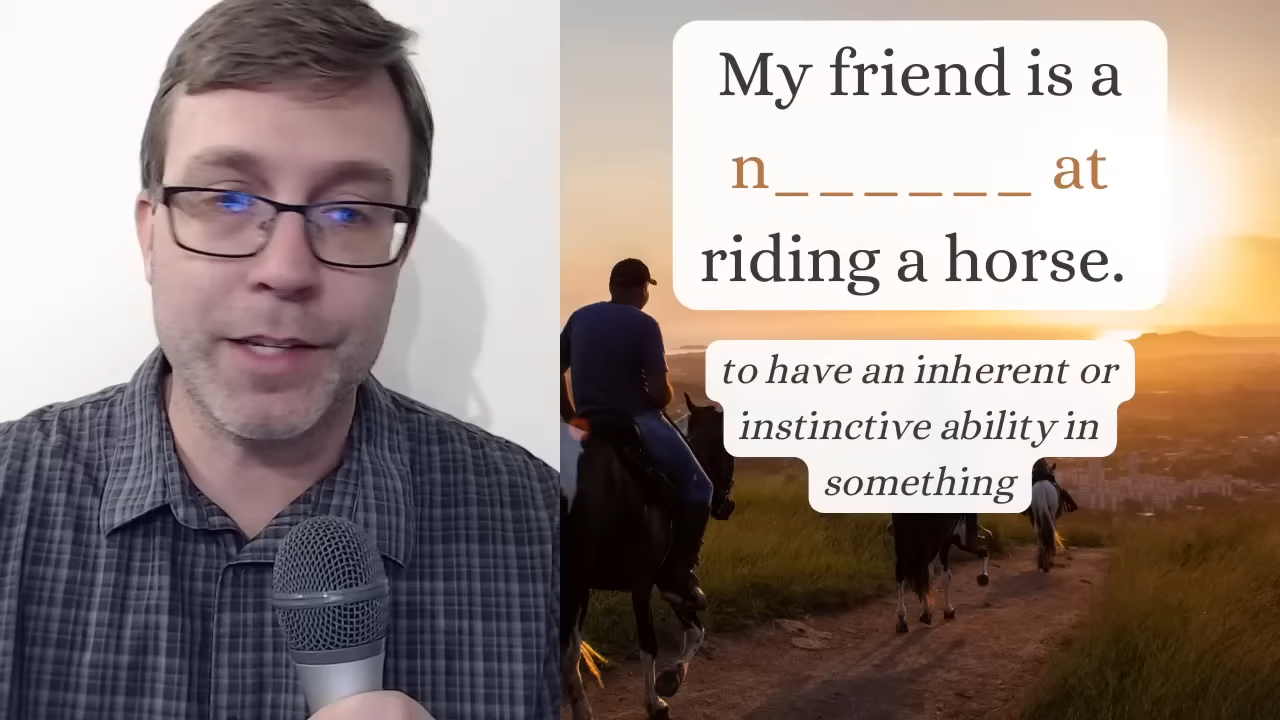 My friend is a
n_ _ _ _ _ _ at
riding a horse.
to have an inherent or
instinctive ability in
something